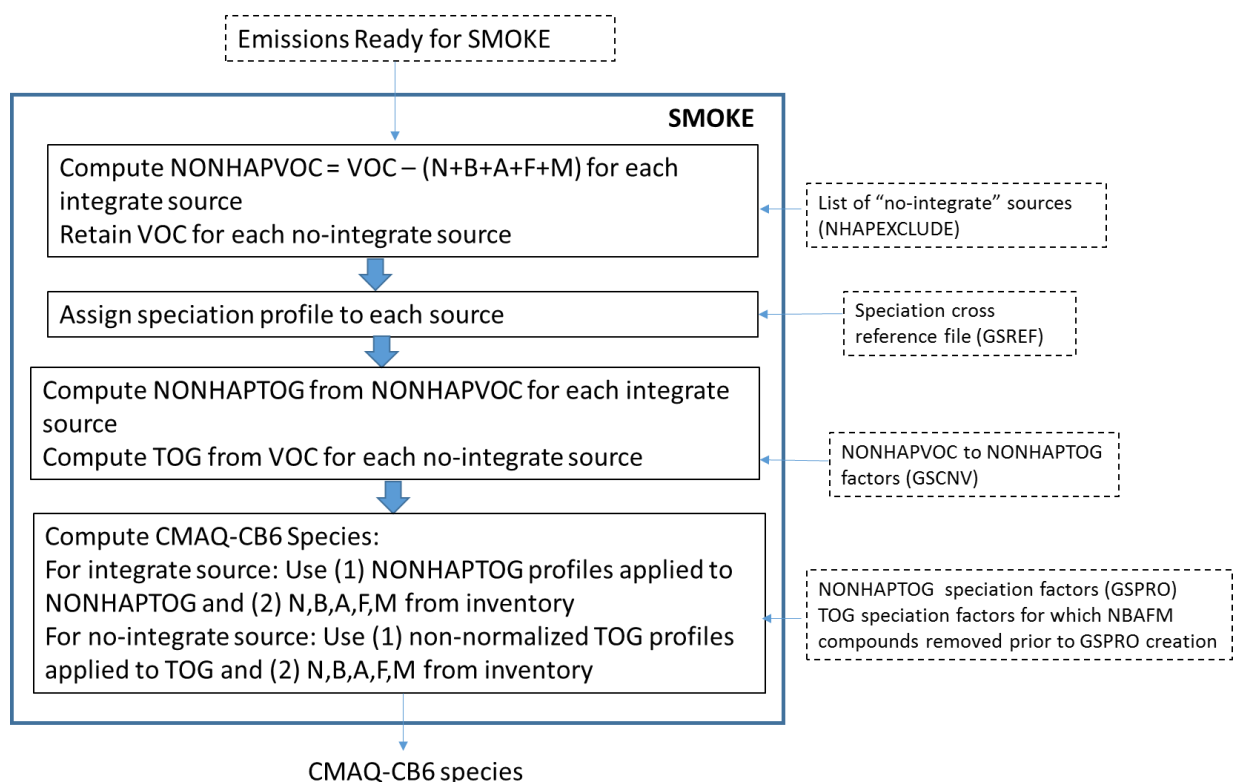 Emissions Ready for SMOKE
SMOKE
Compute NONHAPVOC = VOC – (N+B+A+F+M) for each
integrate source
Retain VOC for each no-integrate source
List of “no-integrate” sources
(NHAPEXCLUDE)
Assign speciation profile to each source
Speciation cross
reference file (GSREF)
Compute NONHAPTOG from NONHAPVOC for each integrate
source
Compute TOG from VOC for each no-integrate source
NONHAPVOC to NONHAPTOG
factors (GSCNV)
Compute CMAQ-CB6 Species:
For integrate source: Use (1) NONHAPTOG profiles applied to
NONHAPTOG and (2) N,B,A,F,M from inventory
For no-integrate source: Use (1) non-normalized TOG profiles
applied to TOG and (2) N,B,A,F,M from inventory
NONHAPTOG speciation factors (GSPRO)
TOG speciation factors for which NBAFM
compounds removed prior to GSPRO creation
CMAQ-CB6 species